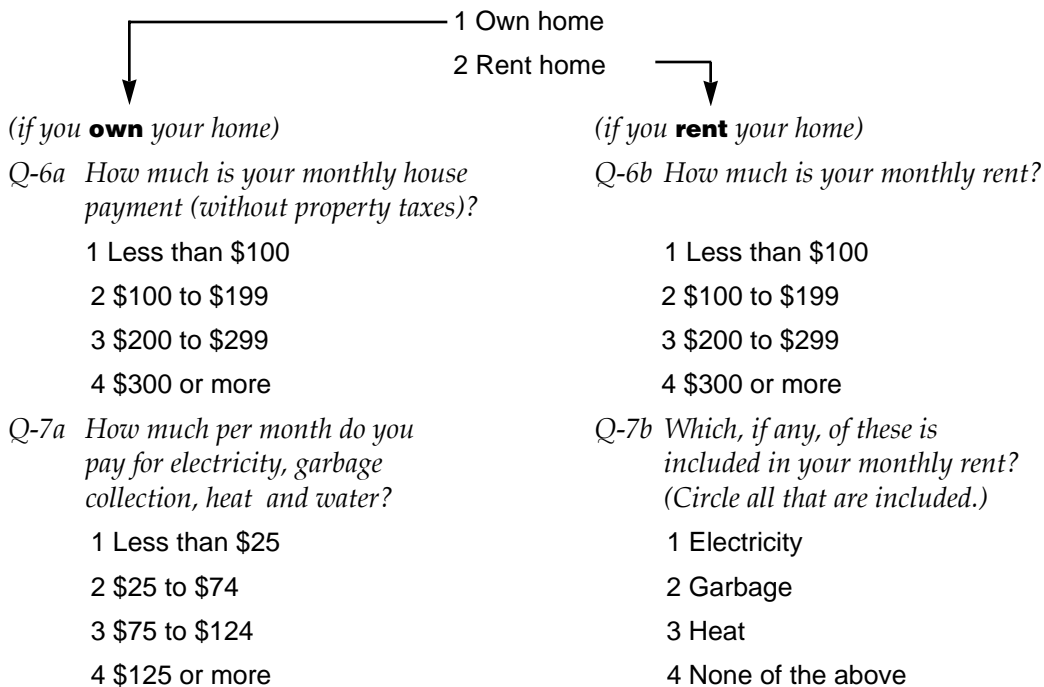 1 Own home
2 Rent home
(if you own your home)
Q-6a How much is your monthly house
payment (without property taxes)?
1 Less than $100
2 $100 to $199
3 $200 to $299
4 $300 or more
Q-7a How much per month do you
pay for electricity, garbage
collection, heat and water?
1 Less than $25
2 $25 to $74
3 $75 to $124
4 $125 or more
(if you rent your home)
Q-6b How much is your monthly rent?
1 Less than $100
2 $100 to $199
3 $200 to $299
4 $300 or more
Q-7b Which, if any, of these is
included in your monthly rent?
(Circle all that are included.)
1 Electricity
2 Garbage
3 Heat
4 None of the above